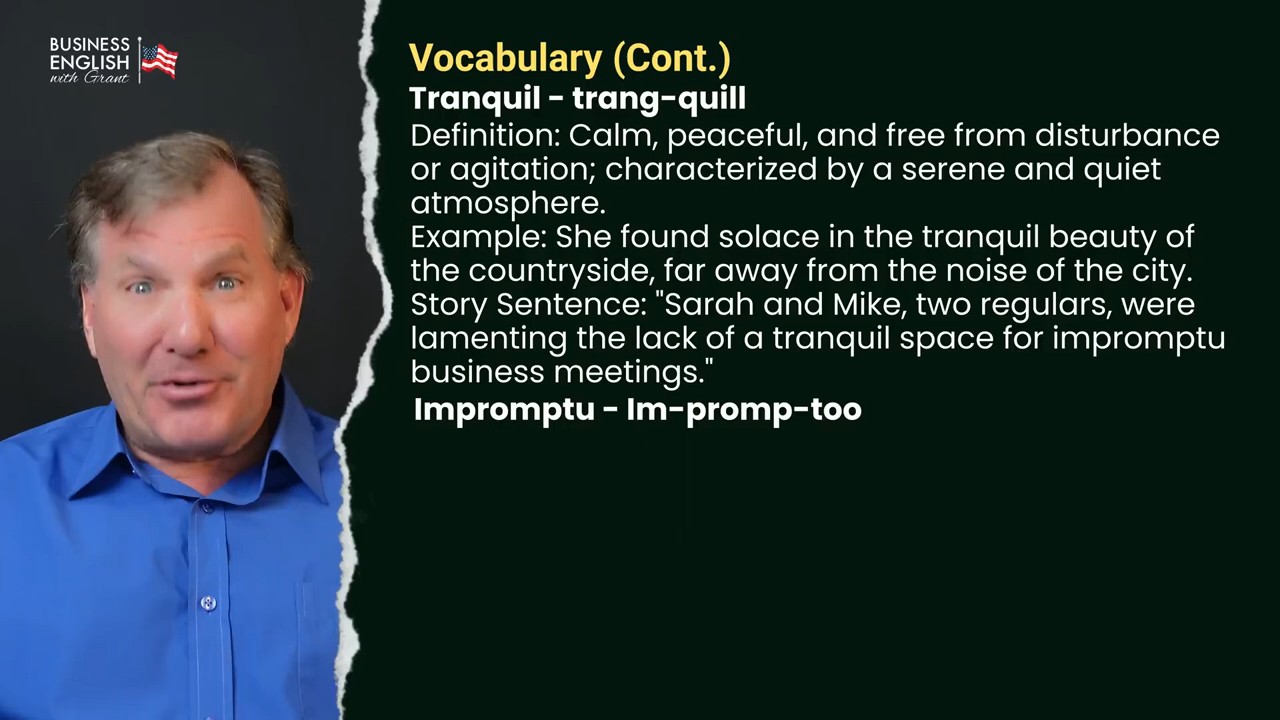 BUSINESS
ENGLISH
with Grant
Vocabulary (Cont.)
Tranquil - trang-quill
Definition: Calm, peaceful, and free from disturbance
or agitation; characterized by a serene and quiet
atmosphere.
Example: She found solace in the tranquil beauty of
the countryside, far away from the noise of the city.
Story Sentence: "Sarah and Mike, two regulars, were
lamenting the lack of a tranquil space for impromptu
business meetings."
Impromptu - Im-promp-too